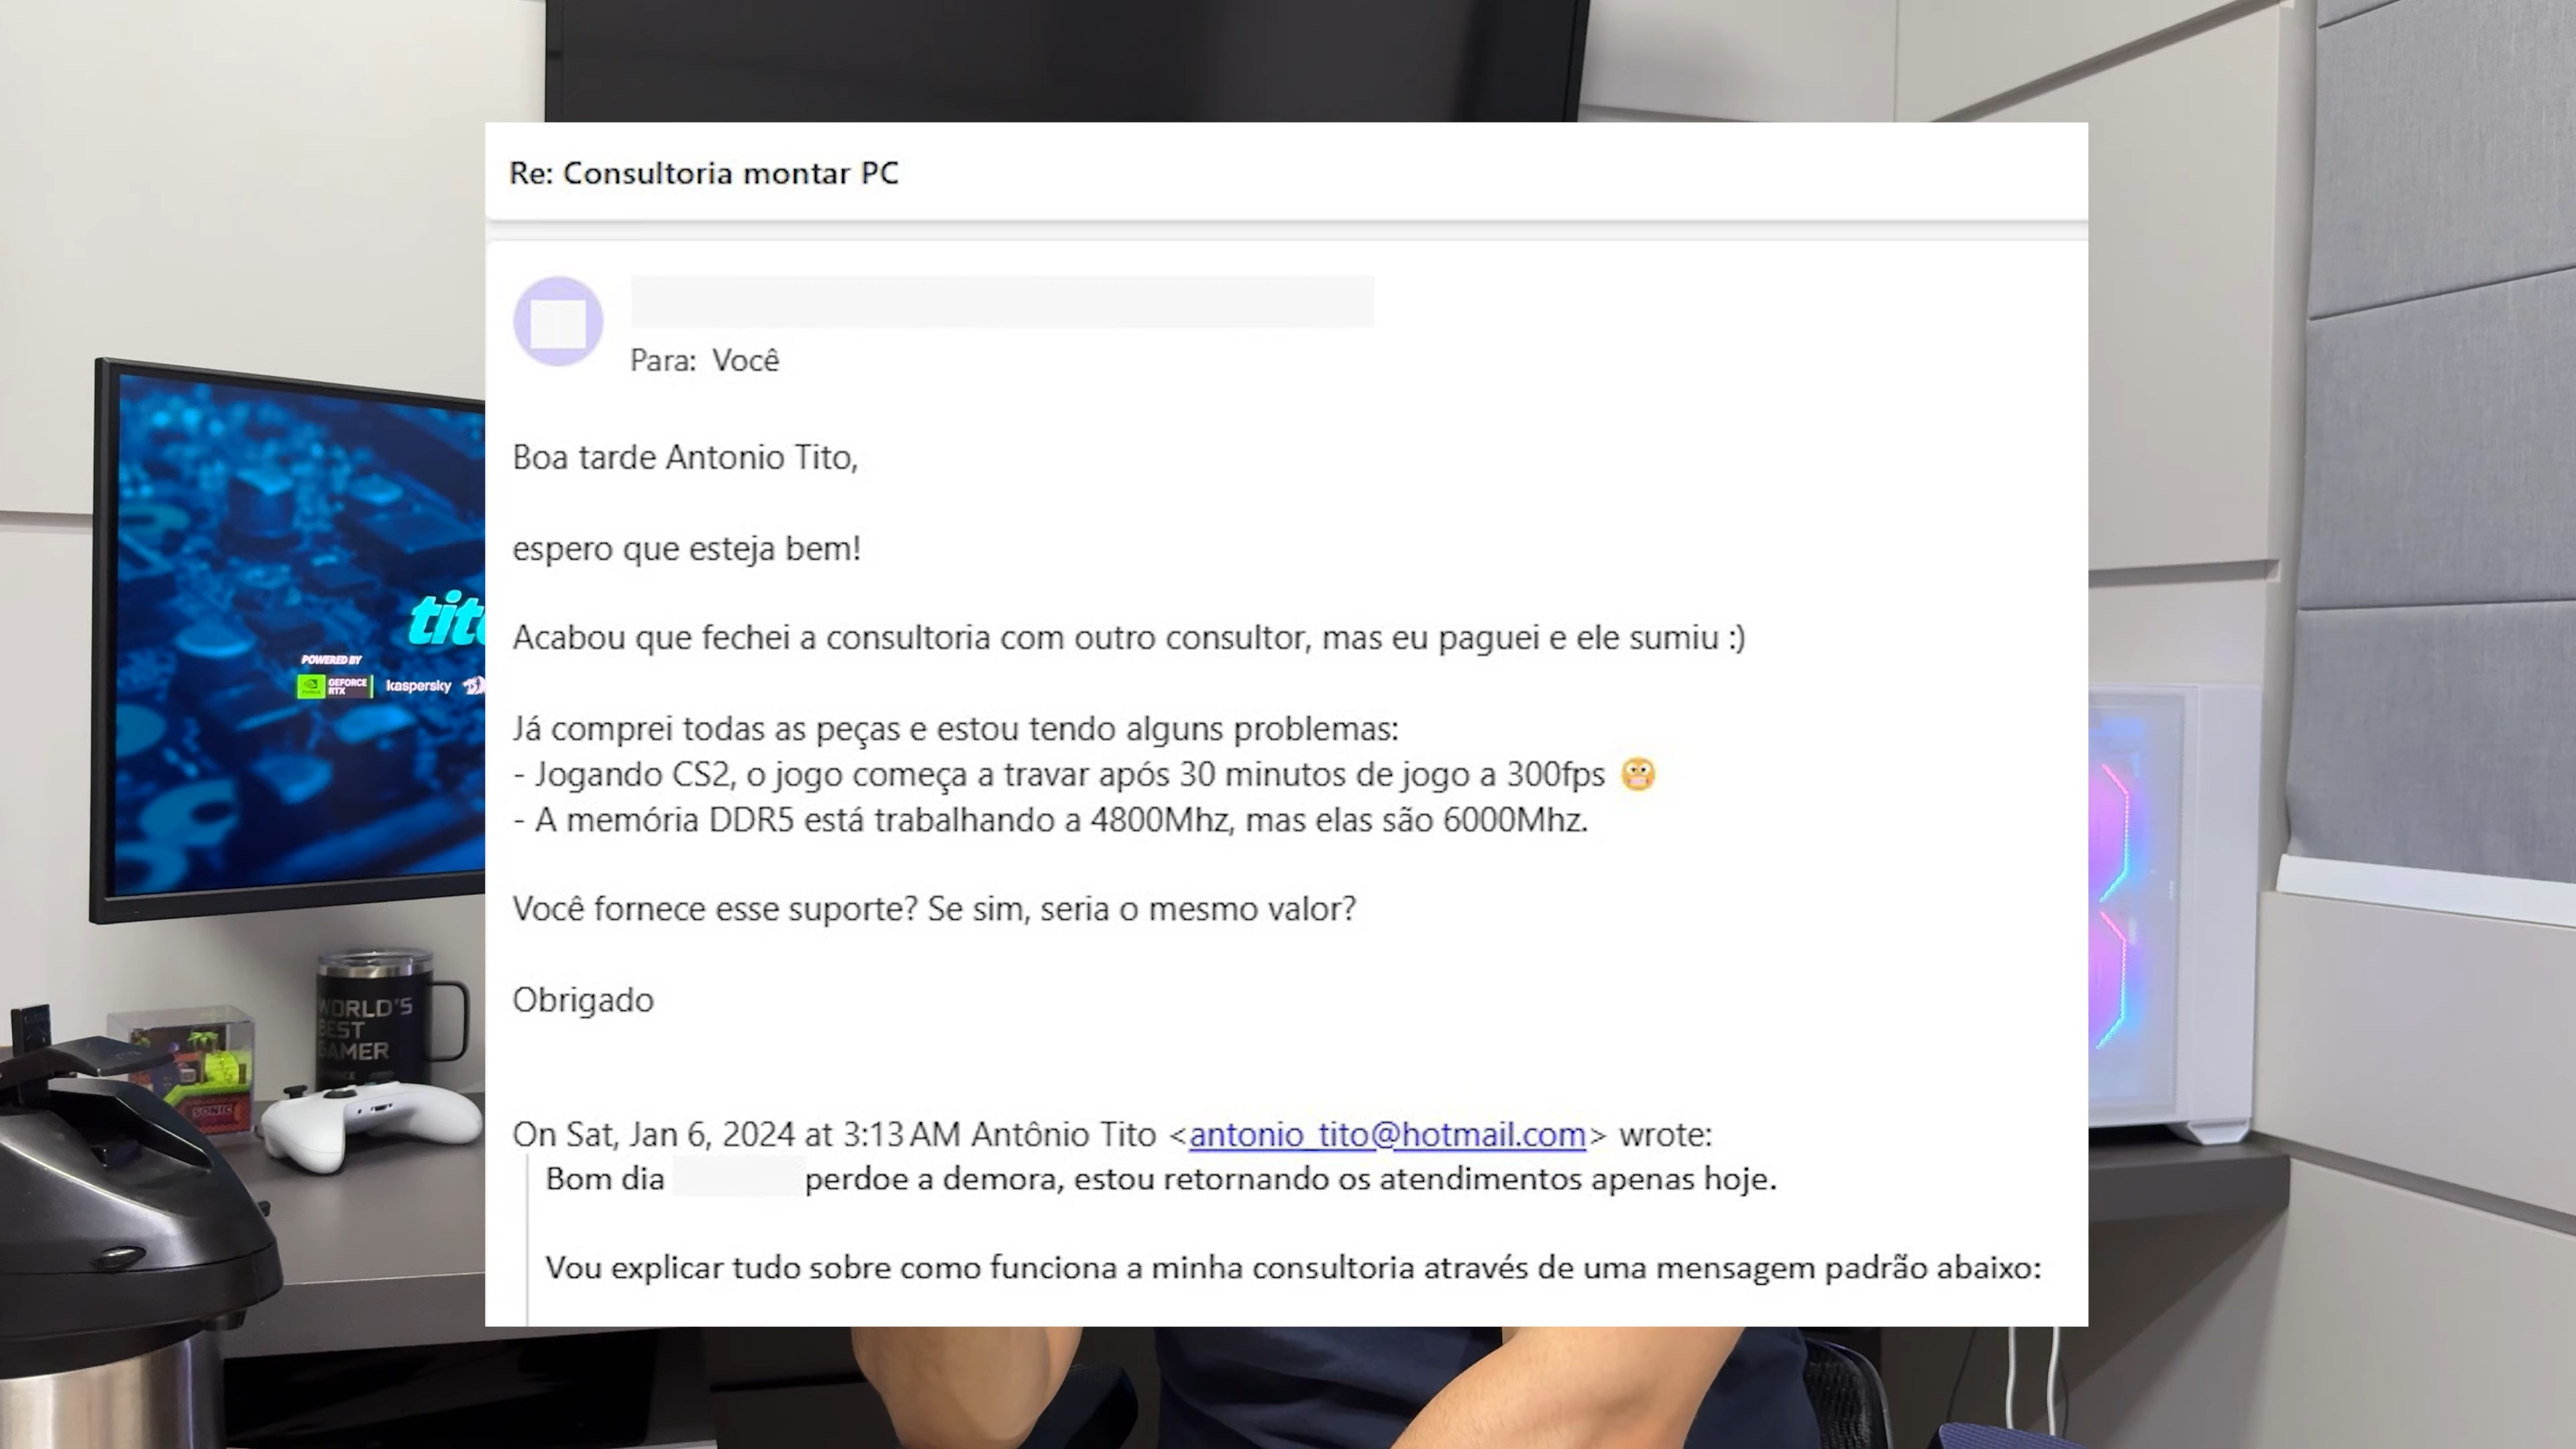 Re: Consultoria montar PC
Para: Você
Boa tarde Antonio Tito,
espero que esteja bem!
Acabou que fechei a consultoria com outro consultor, mas eu paguei e ele sumiu :)
Já comprei todas as peças e estou tendo alguns problemas:
- Jogando CS2, o jogo começa a travar após 30 minutos de jogo a 300fps 😬
- A memória DDR5 está trabalhando a 4800Mhz, mas elas são 6000Mhz.
Você fornece esse suporte? Se sim, seria o mesmo valor?
Obrigado
On Sat, Jan 6, 2024 at 3:13 AM Antônio Tito <antonio_tito@hotmail.com> wrote:
Bom dia perdoe a demora, estou retornando os atendimentos apenas hoje.
Vou explicar tudo sobre como funciona a minha consultoria através de uma mensagem padrão abaixo:
tit
POWERED BY
GEFORCE
RTX
kaspersky
WORLD'S
BEST
GAMER
SONIC